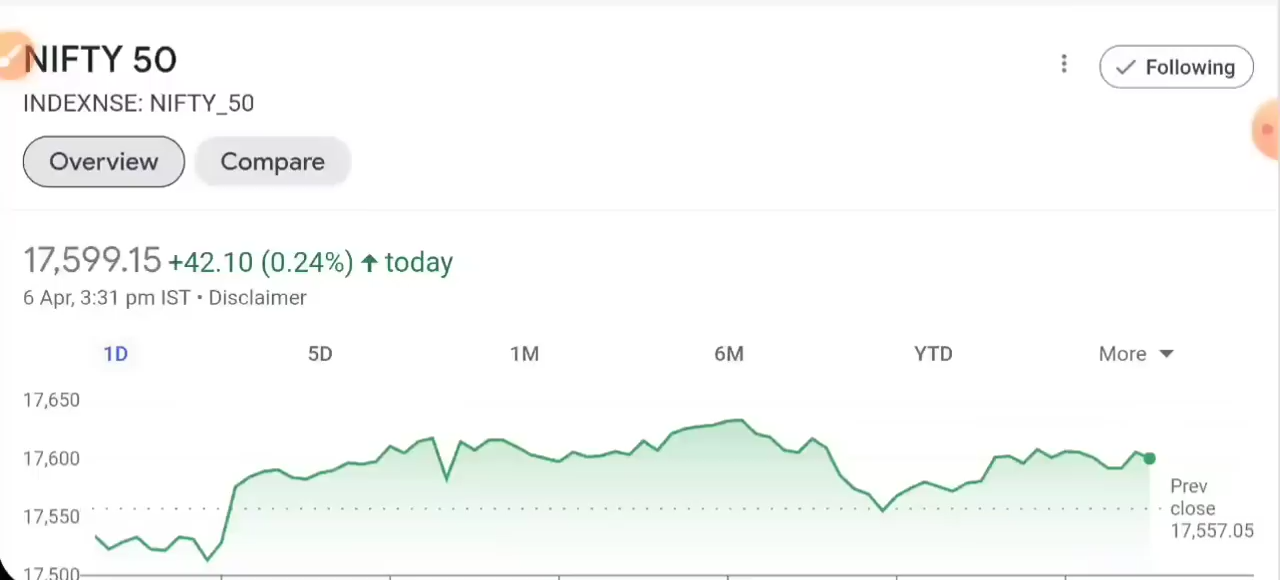 NIFTY 50
Following
INDEXNSE: NIFTY_50
Overview Compare
17,599.15 +42.10 (0.24%) ↑ today
6 Apr, 3:31 pm IST • Disclaimer
1D 5D 1M 6M YTD More
17,650
17,600
17,550
17,500
Prev
close
17,557.05